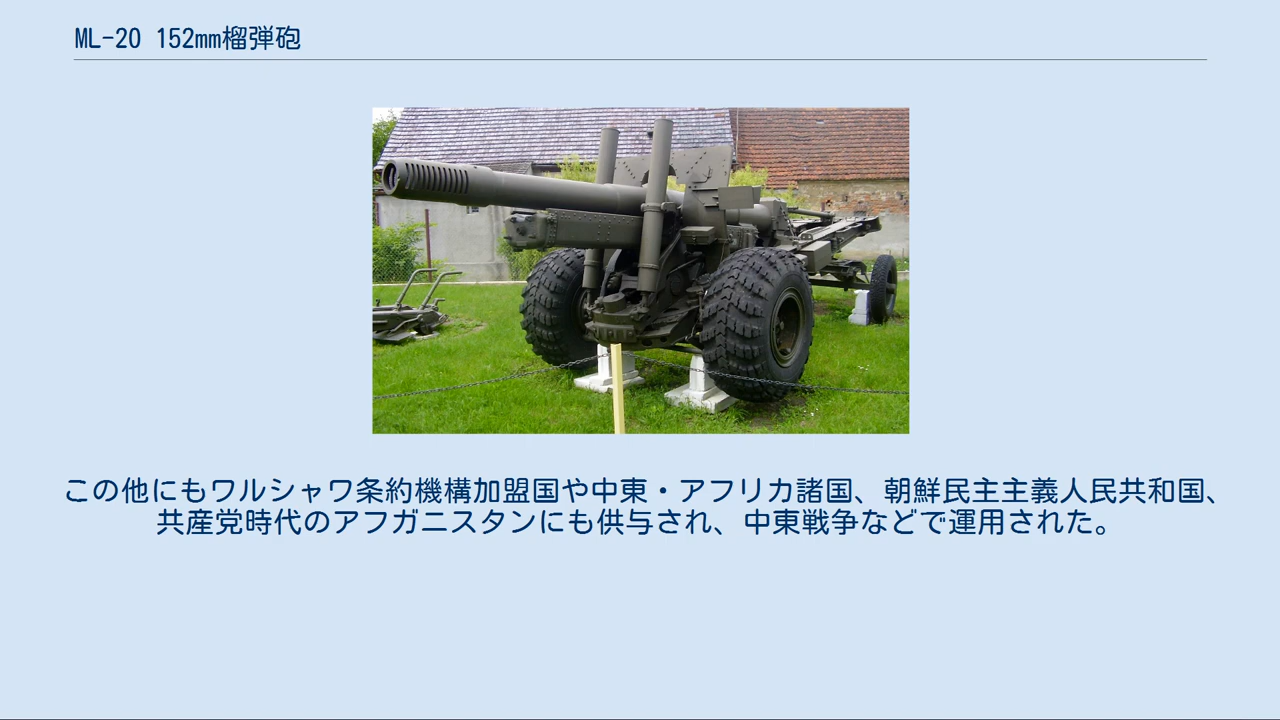 ML-20 152mm榴弾砲
この他にもワルシャワ条約機構加盟国や中東・アフリカ諸国、朝鮮民主主義人民共和国、
共産党時代のアフガニスタンにも供与され、中東戦争などで運用された。